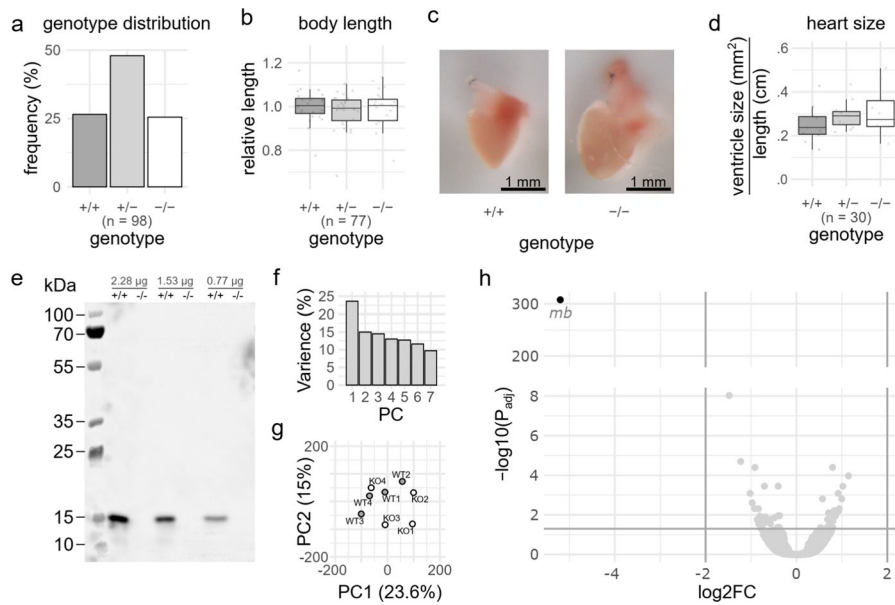 a
genotype distribution
frequency (%)
50
25
0
+/+
+/−
−/−
(n = 98)
genotype
b
body length
relative length
1.2
1.0
0.8
+/+
+/−
−/−
(n = 77)
genotype
c
1 mm
1 mm
+/+
−/−
genotype
d
heart size
ventricle size (mm²)
length (cm)
.6
.4
.2
.0
+/+
+/−
−/−
(n = 30)
genotype
e
kDa
2.28 µg
1.53 µg
0.77 µg
+/+ -/-
+/+ -/-
+/+ -/-
100
70
55
35
25
15
10
f
Varience (%)
25
20
15
10
5
0
1 2 3 4 5 6 7
PC
g
PC2 (15%)
200
0
-200
KO4
WT2
WT4
WT1
KO2
WT3
KO3
KO1
-200 0 200
PC1 (23.6%)
h
−log10(Padj)
300
200
8
6
4
2
0
mb
-4
-2
0
2
log2FC